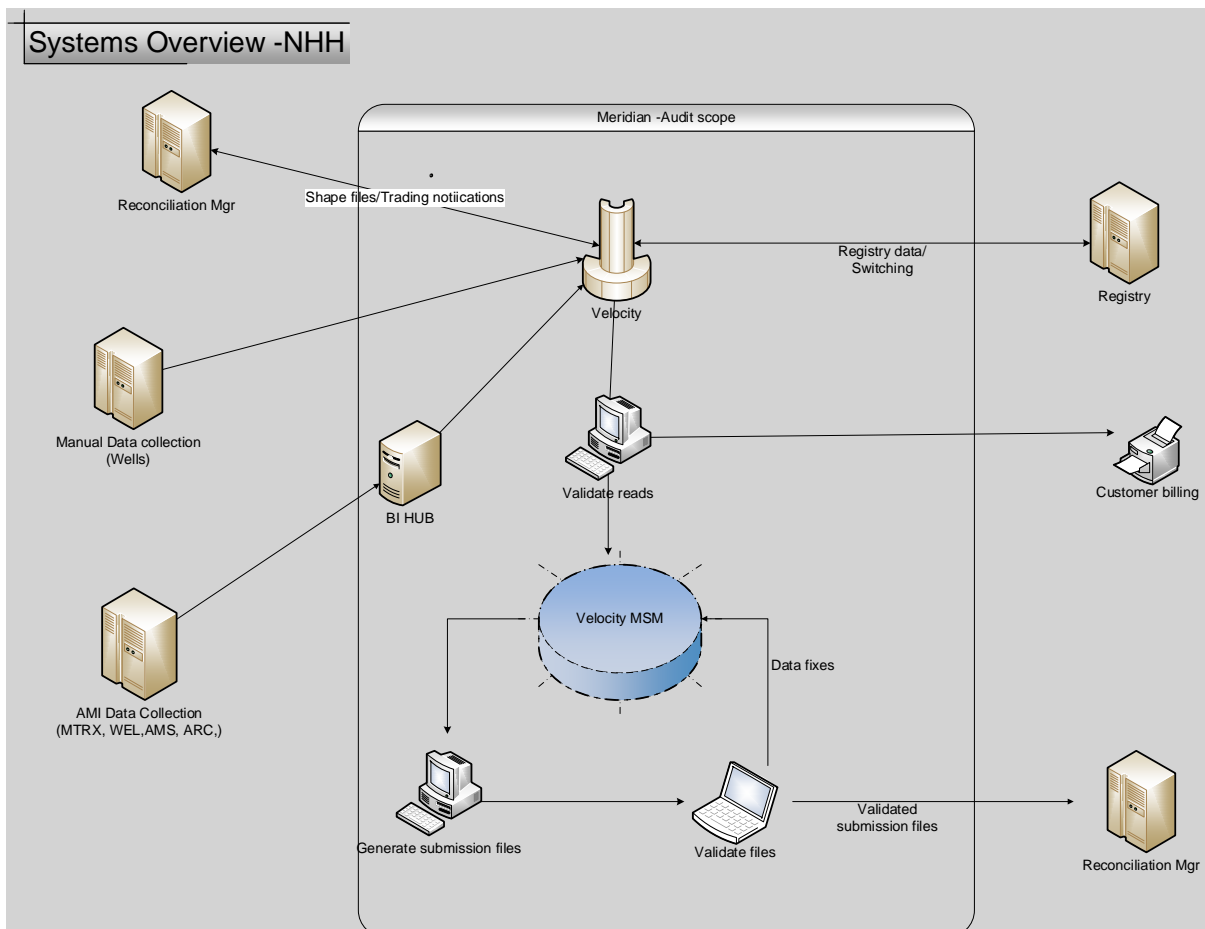 Systems Overview -NHH
Meridian -Audit scope
Reconciliation Mgr
Shape files/Trading notiications
Velocity
Registry data/
Switching
Registry
Manual Data collection
(Wells)
BI HUB
Validate reads
Customer billing
Velocity MSM
Data fixes
AMI Data Collection
(MTRX, WEL,AMS, ARC,)
Generate submission files
Validate files
Validated
submission files
Reconciliation Mgr